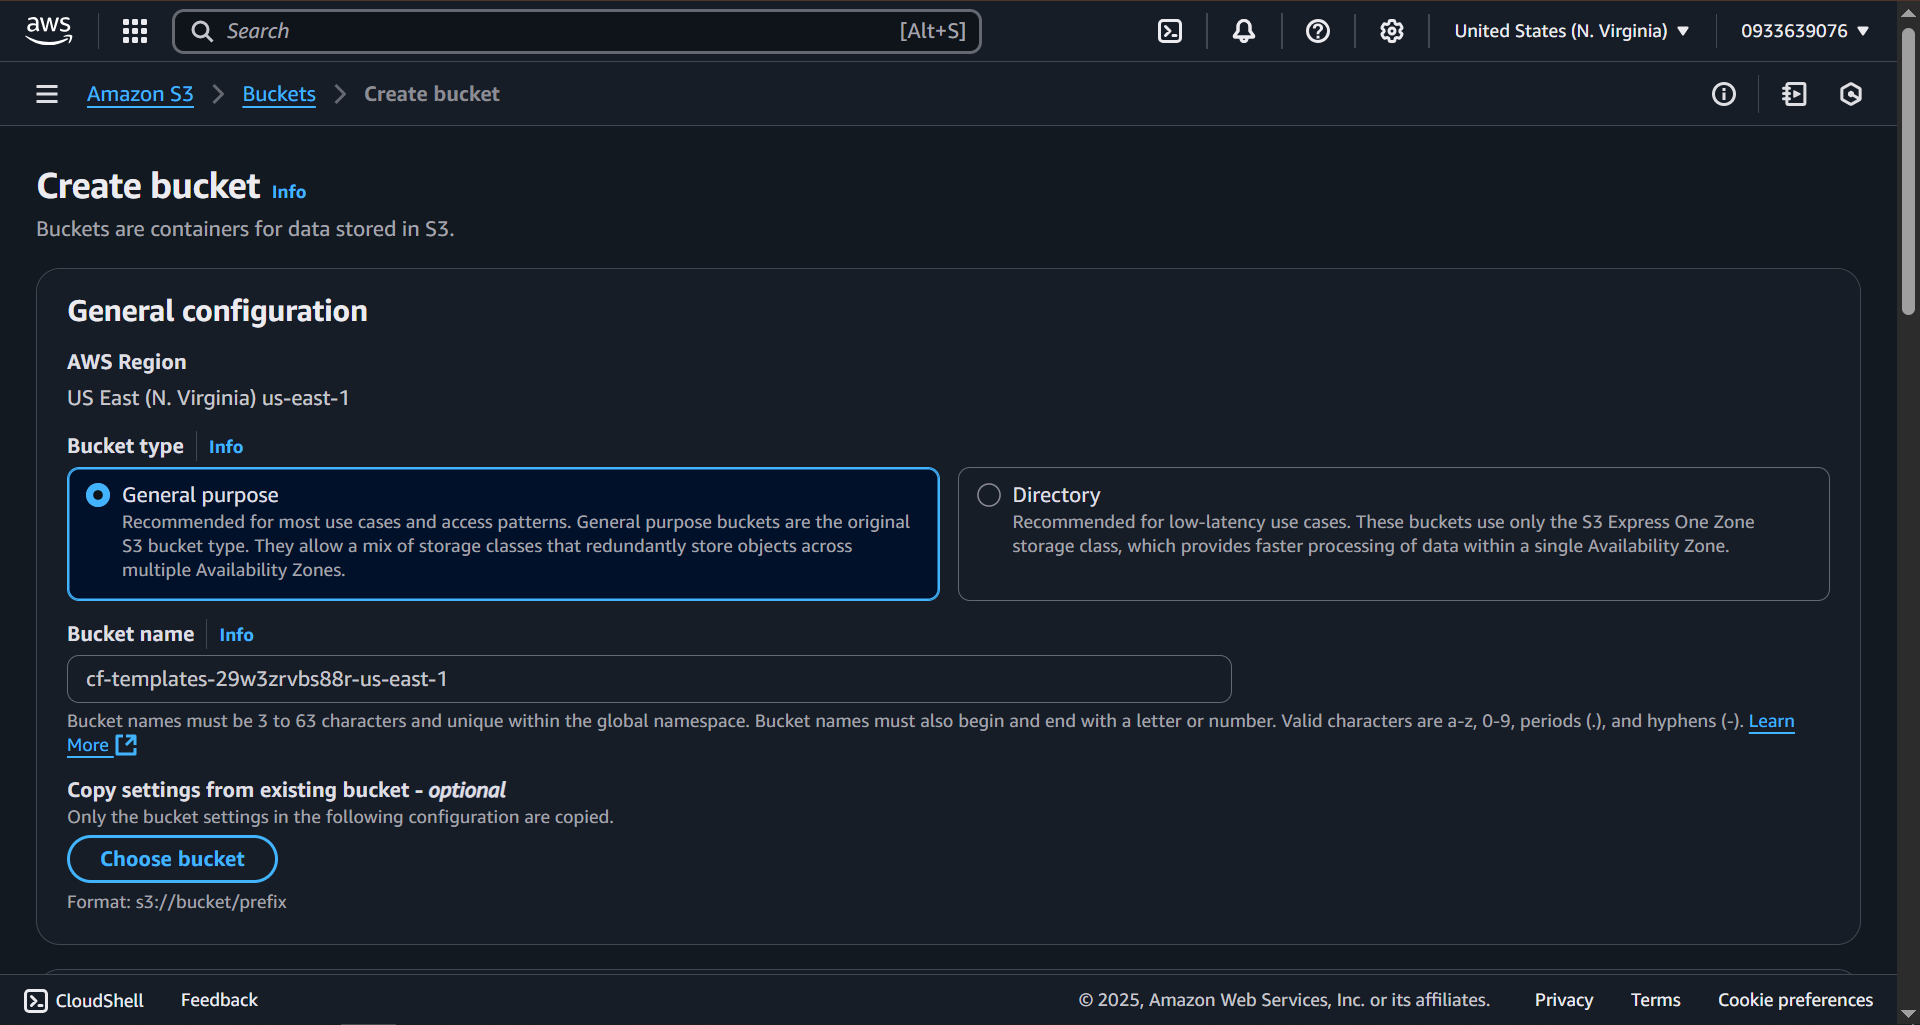 aws
Search [Alt+S]
United States (N. Virginia)
0933639076
Amazon S3 Buckets Create bucket
Create bucket Info
Buckets are containers for data stored in S3.
General configuration
AWS Region
US East (N. Virginia) us-east-1
Bucket type Info
General purpose
Recommended for most use cases and access patterns. General purpose buckets are the original
S3 bucket type. They allow a mix of storage classes that redundantly store objects across
multiple Availability Zones.
Directory
Recommended for low-latency use cases. These buckets use only the S3 Express One Zone
storage class, which provides faster processing of data within a single Availability Zone.
Bucket name Info
cf-templates-29w3zrvbs88r-us-east-1
Bucket names must be 3 to 63 characters and unique within the global namespace. Bucket names must also begin and end with a letter or number. Valid characters are a-z, 0-9, periods (.), and hyphens (-). Learn
More
Copy settings from existing bucket - optional
Only the bucket settings in the following configuration are copied.
Choose bucket
Format: s3://bucket/prefix
CloudShell Feedback © 2025, Amazon Web Services, Inc. or its affiliates. Privacy Terms Cookie preferences